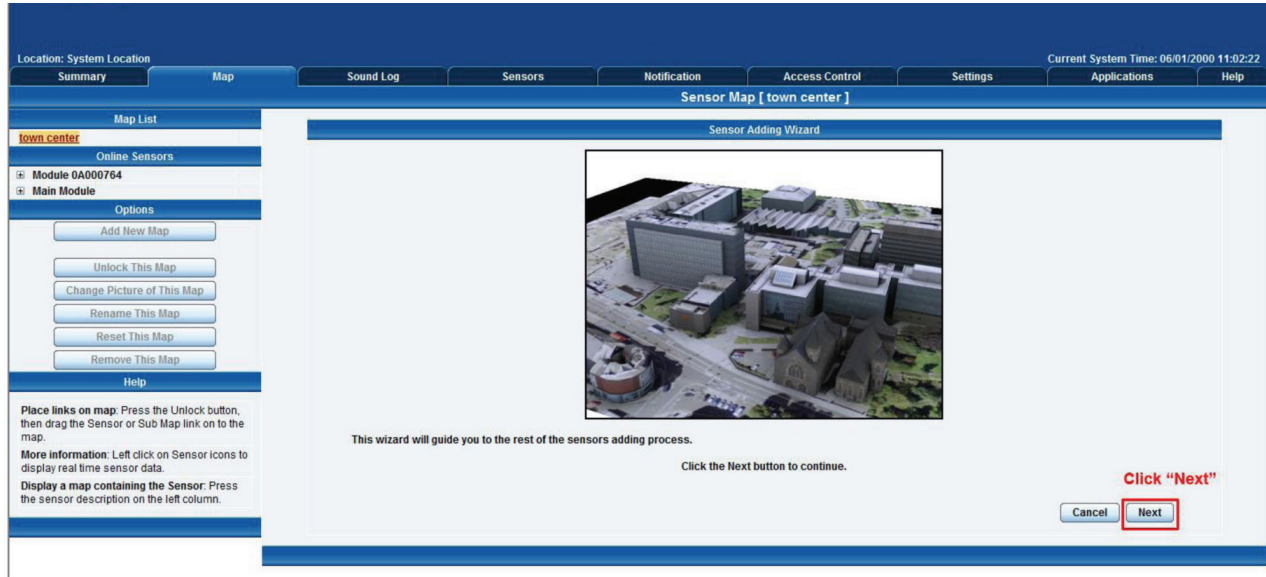 Location: System Location
Current System Time: 06/01/2000 11:02:22
Summary Map Sound Log Sensors Notification Access Control Settings Applications Help
Sensor Map [ town center ]
Map List
town center
Online Sensors
Module 0A000764
Main Module
Options
Add New Map
Unlock This Map
Change Picture of This Map
Rename This Map
Reset This Map
Remove This Map
Help
Place links on map: Press the Unlock button,
then drag the Sensor or Sub Map link on to the
map.
More information: Left click on Sensor icons to
display real time sensor data.
Display a map containing the Sensor: Press
the sensor description on the left column.
Sensor Adding Wizard
This wizard will guide you to the rest of the sensors adding process.
Click the Next button to continue.
Click “Next”
Cancel Next